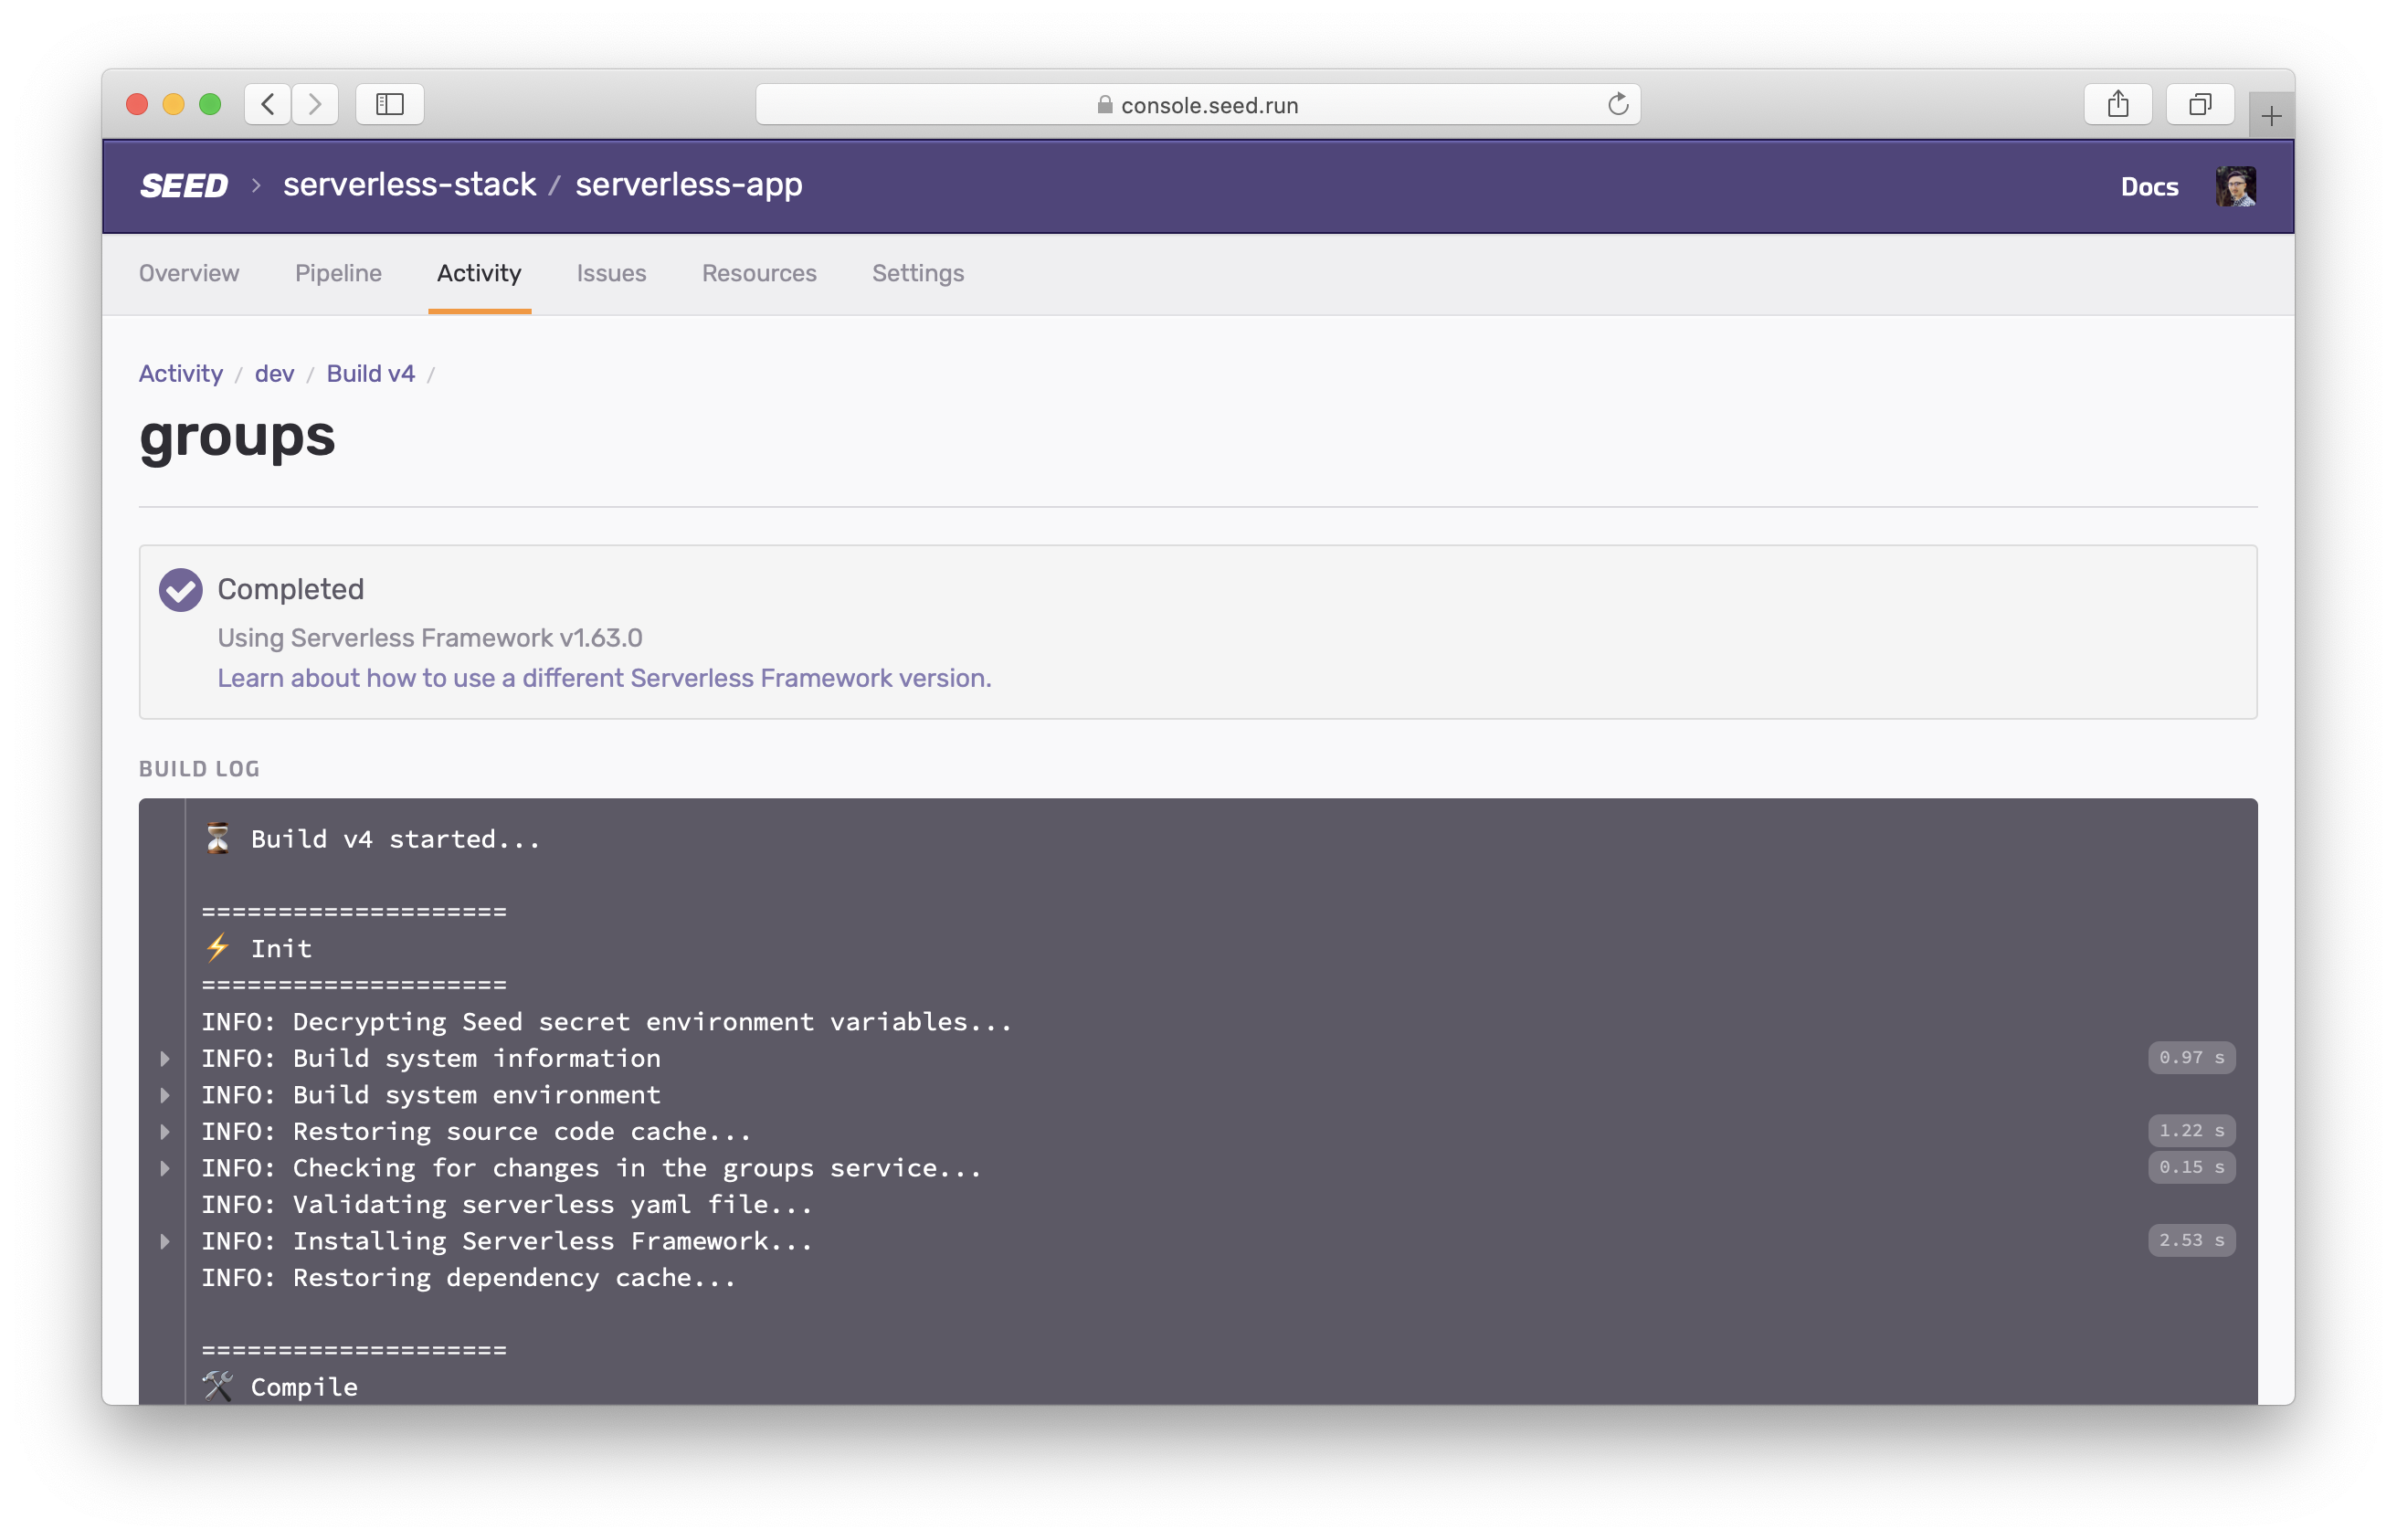 console.seed.run
SEED > serverless-stack / serverless-app
Docs
Overview Pipeline Activity Issues Resources Settings
Activity / dev / Build v4 /
groups
Completed
Using Serverless Framework v1.63.0
Learn about how to use a different Serverless Framework version.
BUILD LOG
⏳ Build v4 started...
====================
⚡ Init
====================
INFO: Decrypting Seed secret environment variables...
INFO: Build system information 0.97 s
INFO: Build system environment
INFO: Restoring source code cache... 1.22 s
INFO: Checking for changes in the groups service... 0.15 s
INFO: Validating serverless yaml file...
INFO: Installing Serverless Framework... 2.53 s
INFO: Restoring dependency cache...
====================
🛠 Compile